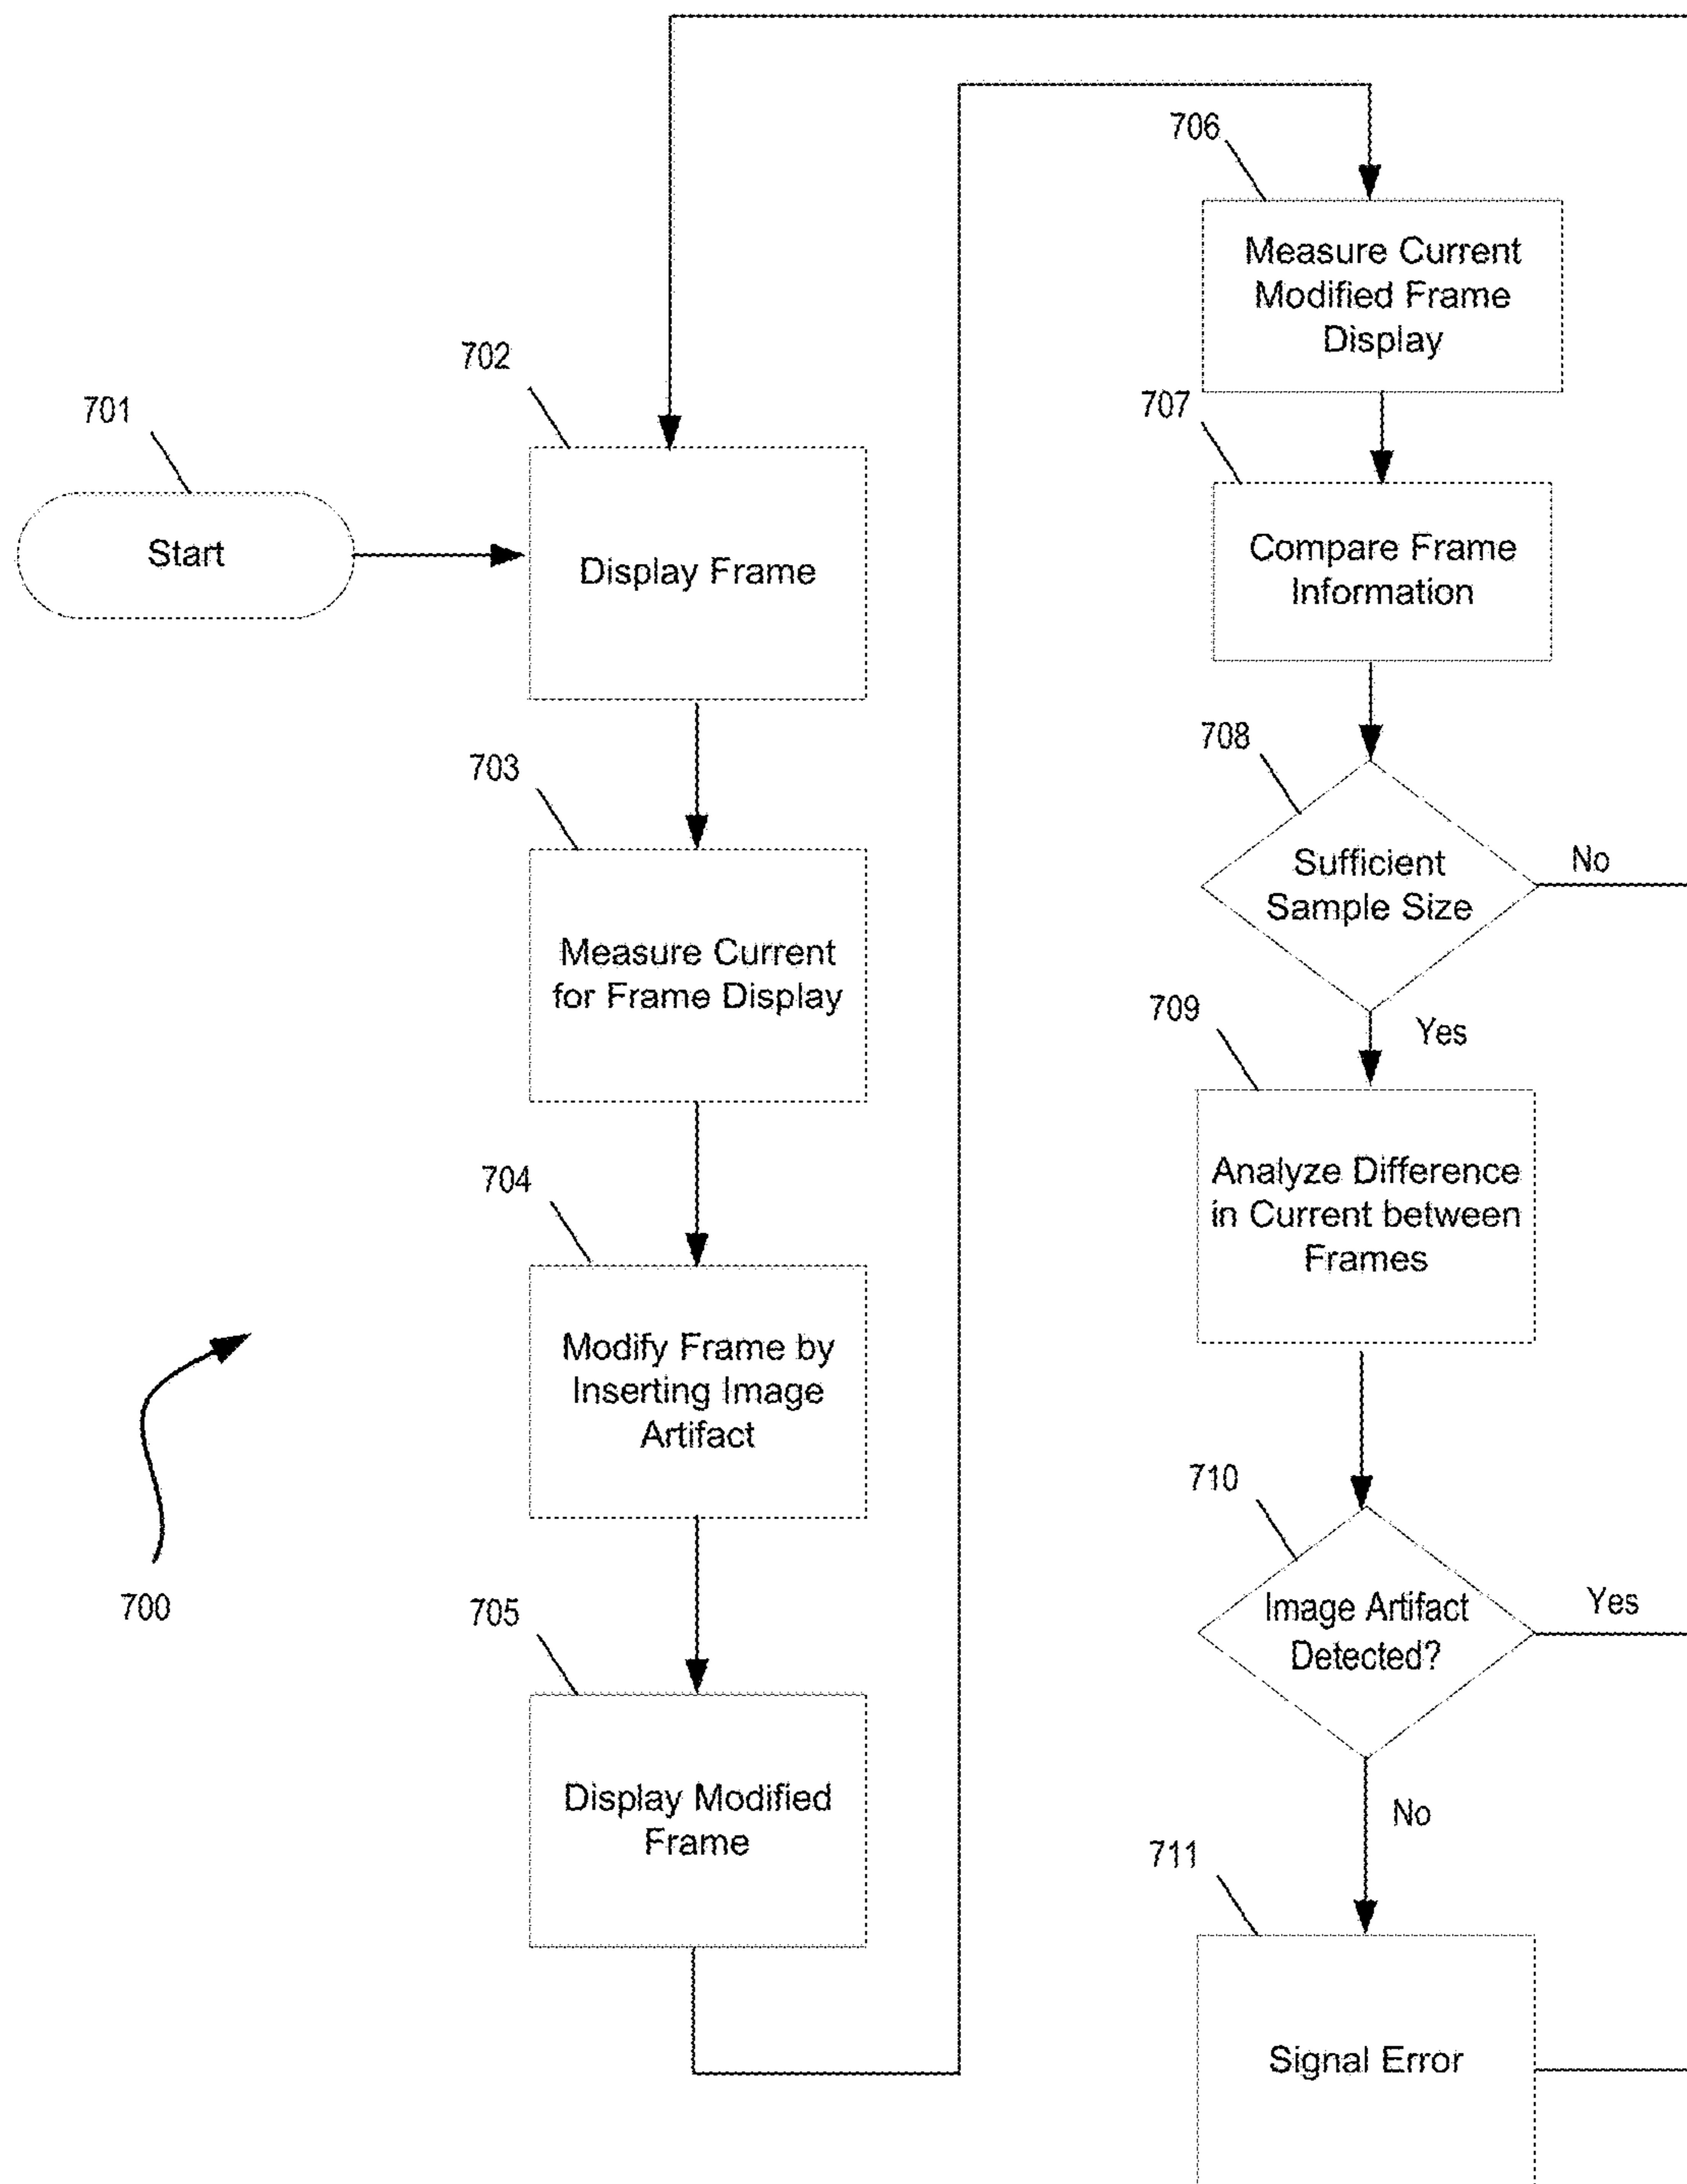 701
Start
702
Display Frame
703
Measure Current
for Frame Display
704
Modify Frame by
Inserting Image
Artifact
705
Display Modified
Frame
700
706
Measure Current
Modified Frame
Display
707
Compare Frame
Information
708
Sufficient
Sample Size
No
Yes
709
Analyze Difference
in Current between
Frames
710
Image Artifact
Detected?
Yes
No
711
Signal Error